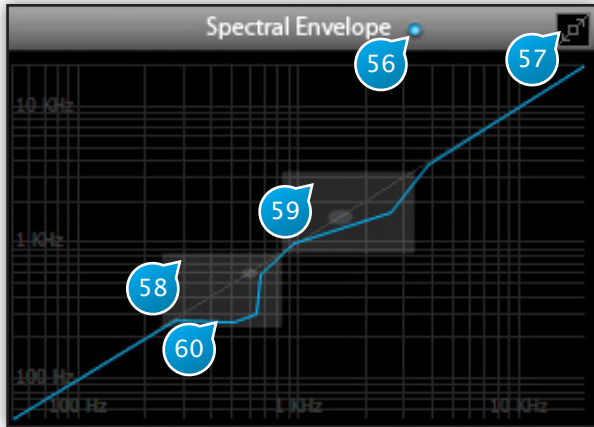 Spectral Envelope
56
57
10 KHz
59
1 KHz
58
60
100 Hz
100 Hz 1 KHz 10 KHz